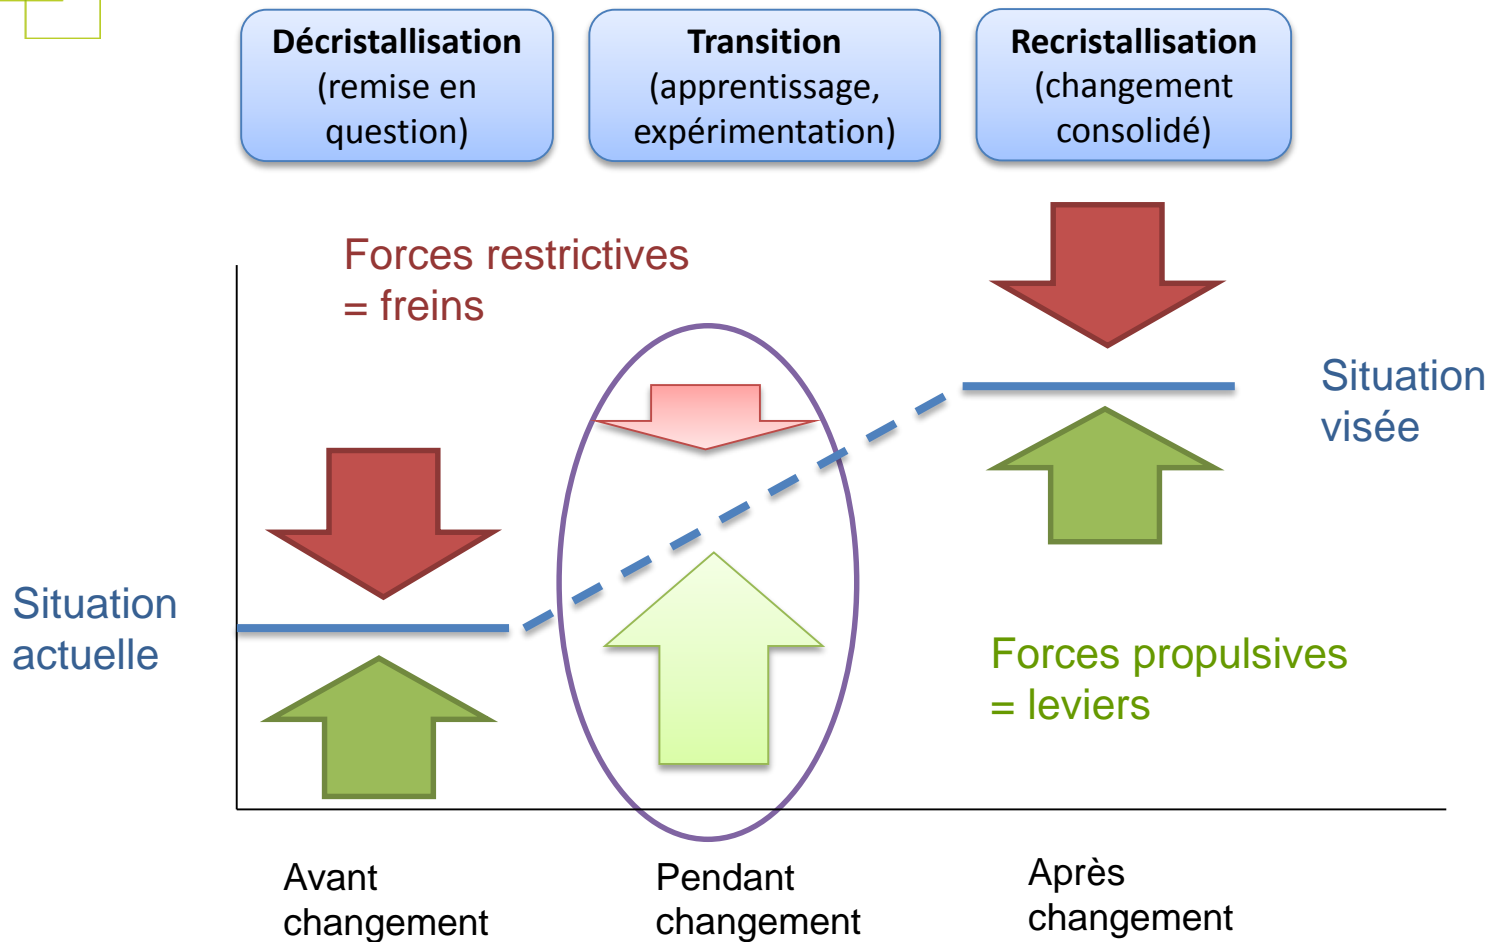 Décristallisation
(remise en
question)
Transition
(apprentissage,
expérimentation)
Recristallisation
(changement
consolidé)
Forces restrictives
= freins
Situation
visée
Situation
actuelle
Forces propulsives
= leviers
Avant
changement
Pendant
changement
Après
changement